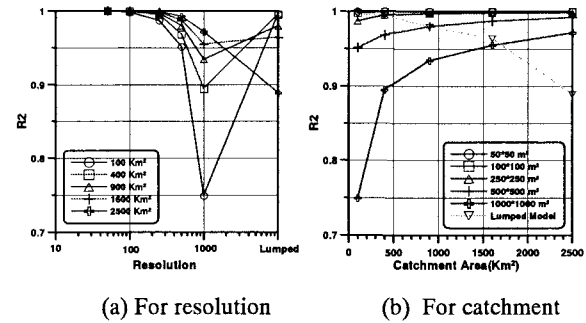 1
0.9
0.8
0.7
R2
100 Km²
400 Km²
900 Km²
1600 Km²
2500 Km²
10
100
1000
Lumped
Resolution
1
0.9
0.8
0.7
R2
50*50 m²
100*100 m²
250*250 m²
500*500 m²
1000*1000 m²
Lumped Model
0
500
1000
1500
2000
2500
Catchment Area(Km²)
(a) For resolution
(b) For catchment